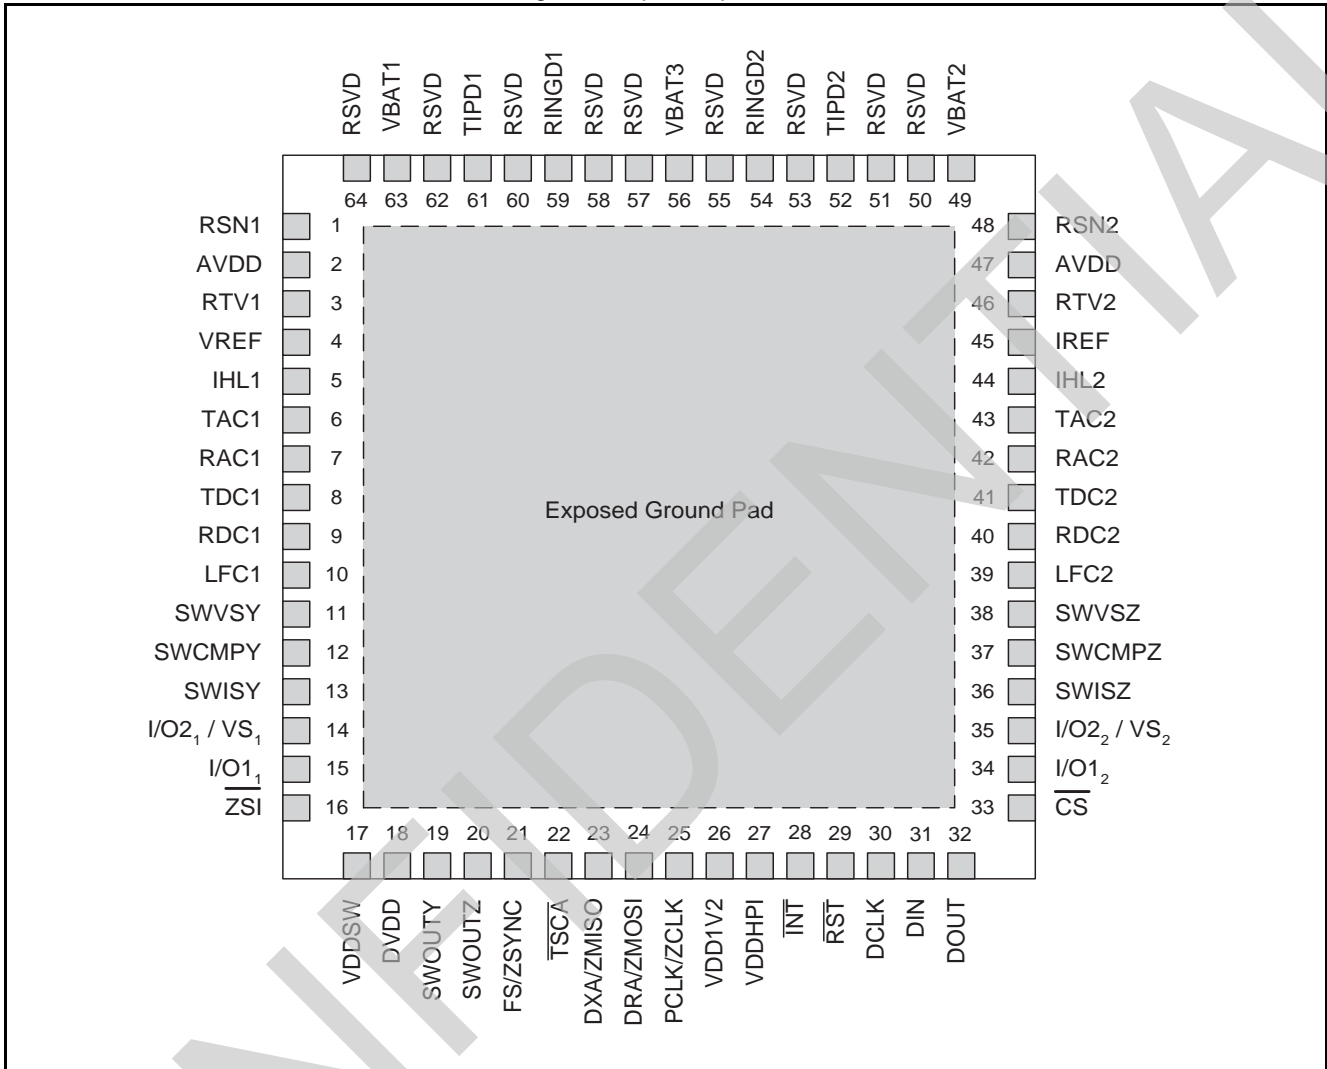 RSVD VBAT1 RSVD TIPD1 RSVD RINGD1 RSVD RSVD VBAT3 RSVD RINGD2 RSVD TIPD2 RSVD RSVD VBAT2
64 63 62 61 60 59 58 57 56 55 54 53 52 51 50 49
RSN1 1 48 RSN2
AVDD 2 47 AVDD
RTV1 3 46 RTV2
VREF 4 45 IREF
IHL1 5 44 IHL2
TAC1 6 43 TAC2
RAC1 7 42 RAC2
TDC1 8 41 TDC2
Exposed Ground Pad
RDC1 9 40 RDC2
LFC1 10 39 LFC2
SWVSY 11 38 SWVSZ
SWCMPY 12 37 SWCMPZ
SWISY 13 36 SWISZ
I/O2₁ / VS₁ 14 35 I/O2₂ / VS₂
I/O1₁ 15 34 I/O1₂
Z̅S̅I̅ 16 33 C̅S̅
17 18 19 20 21 22 23 24 25 26 27 28 29 30 31 32
VDDSW DVDD SWOUTY SWOUTZ FS/ZSYNC T̅S̅C̅A̅ DXA/ZMISO DRA/ZMOSI PCLK/ZCLK VDD1V2 VDDHPI I̅N̅T̅ R̅S̅T̅ DCLK DIN DOUT
NFIDENTIA